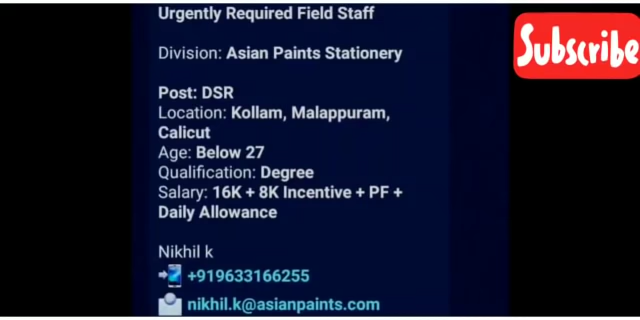 Urgently Required Field Staff
Division: Asian Paints Stationery
Post: DSR
Location: Kollam, Malappuram,
Calicut
Age: Below 27
Qualification: Degree
Salary: 16K + 8K Incentive + PF +
Daily Allowance
Nikhil k
+919633166255
nikhil.k@asianpaints.com
Subscribe